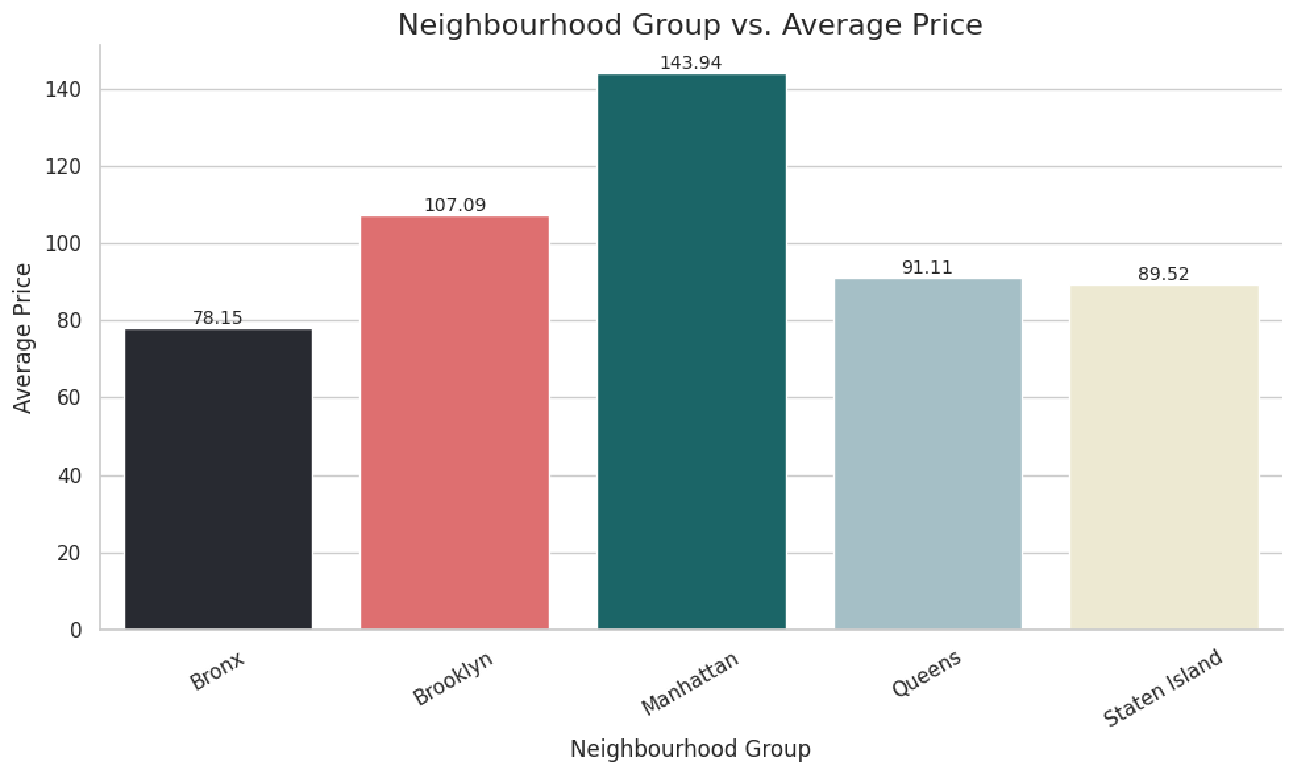 Neighbourhood Group vs. Average Price
143.94
140
120
107.09
100
91.11
89.52
80
78.15
60
40
20
0
Average Price
Bronx
Brooklyn
Manhattan
Queens
Staten Island
Neighbourhood Group